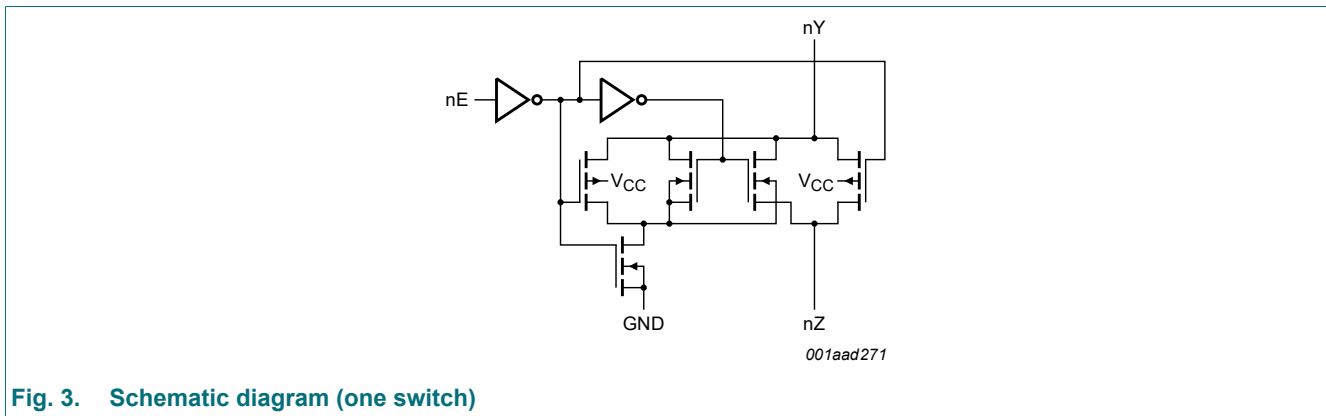 nY
nE
VCC
VCC
GND
nZ
001aad271
Fig. 3. Schematic diagram (one switch)